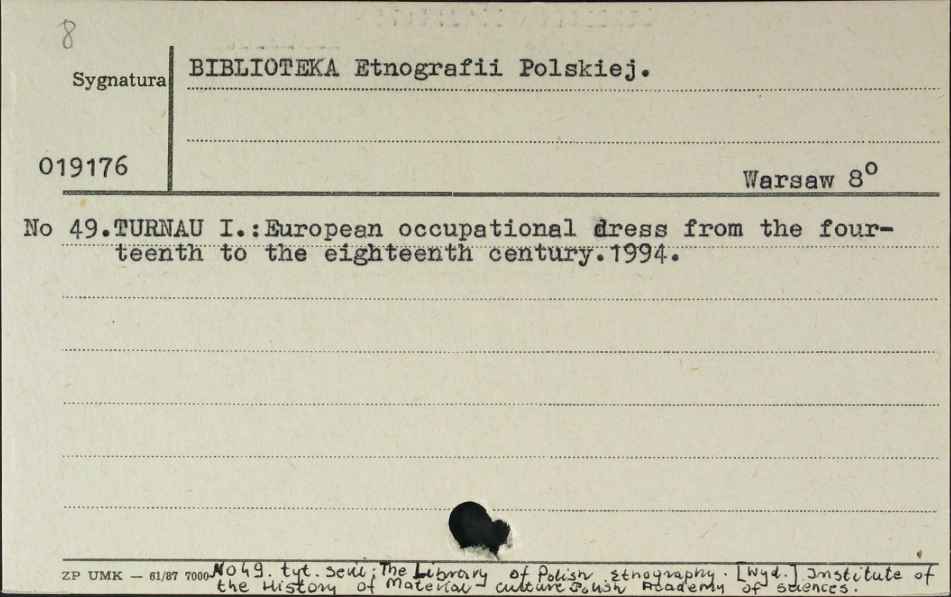 8
Sygnatura BIBLIOTEKA Etnografii Polskiej.
019176
Warsaw 8°
No 49.TURNAU I.:European occupational dress from the four-
teenth to the eighteenth century.1994.
ZP UMK — 61/87 7000 No 49. tyt. serii: The Library of Polish Etnography. [Wyd.] Institute of
the History of Material culture Polish Academy of sciences.